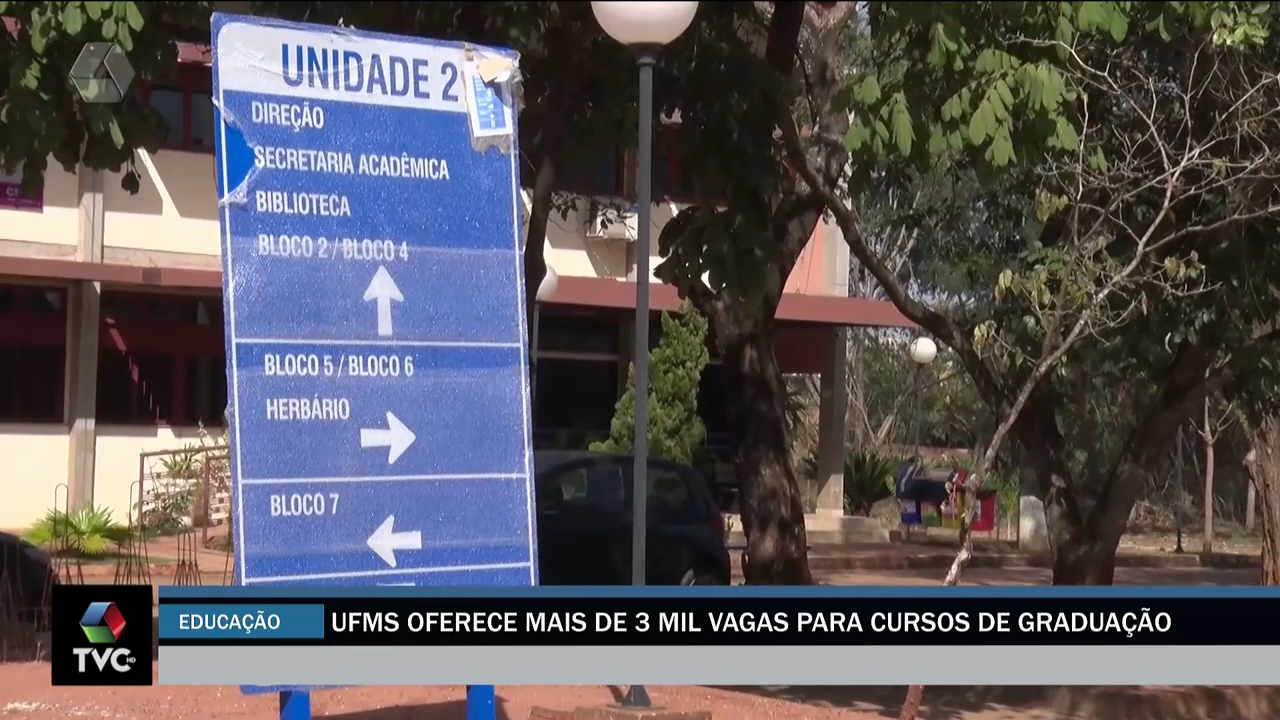 UNIDADE 2
DIREÇÃO
SECRETARIA ACADÊMICA
BIBLIOTECA
BLOCO 2 / BLOCO 4
BLOCO 5 / BLOCO 6
HERBÁRIO
BLOCO 7
EDUCAÇÃO
UFMS OFERECE MAIS DE 3 MIL VAGAS PARA CURSOS DE GRADUAÇÃO
TVC HD